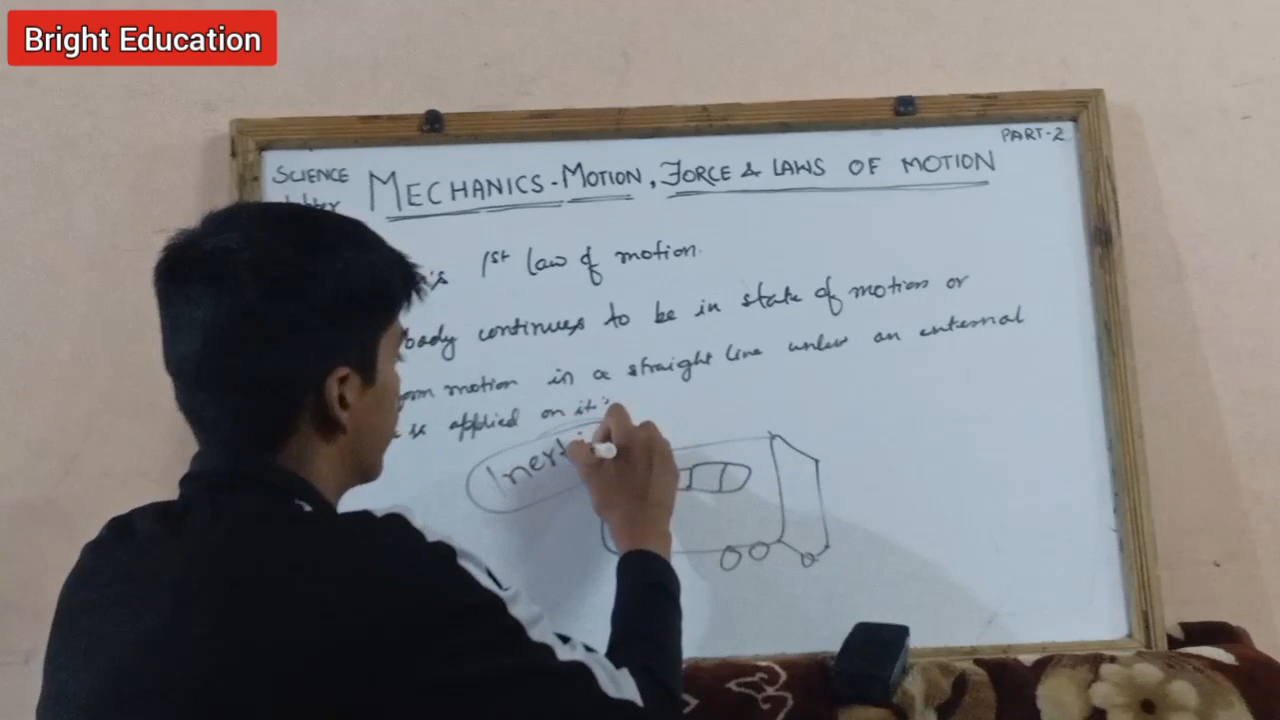 Bright Education
PART-2
SCIENCE
MECHANICS - MOTION, FORCE & LAWS OF MOTION
1st law of motion.
body continues to be in state of motion or
motion in a straight line unless an external
applied on it"
Inerti